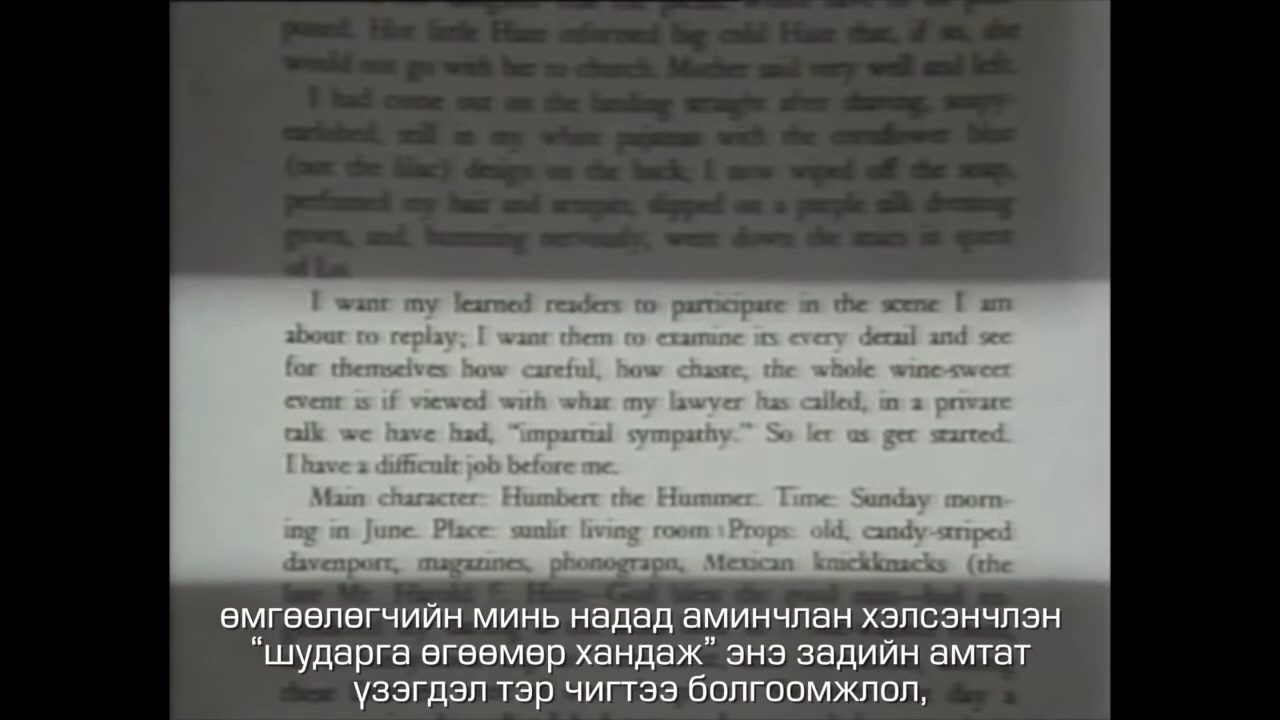 pound. Her little Haze informed big cold Haze that, if so, she
would not go with her to church. Mother said very well and left.
I had come out on the landing straight after shaving, soapy-
earlobed, still in my white pajamas with the cornflower blue
(not the lilac) design on the back; I now wiped off the soap,
perfumed my hair and armpits, slipped on a purple silk dressing
gown, and, humming nervously, went down the stairs in quest
of Lo.
I want my learned readers to participate in the scene I am
about to replay; I want them to examine its every detail and see
for themselves how careful, how chaste, the whole wine-sweet
event is if viewed with what my lawyer has called, in a private
talk we have had, “impartial sympathy.” So let us get started.
I have a difficult job before me.
Main character: Humbert the Hummer. Time: Sunday morn-
ing in June. Place: sunlit living room. Props: old, candy-striped
davenport, magazines, phonograph, Mexican knickknacks (the
өмгөөлөгчийн минь надад аминчлан хэлсэнчлэн
“шударга өгөөмөр хандаж” энэ задийн амтат
үзэгдэл тэр чигтээ болгоомжлол,